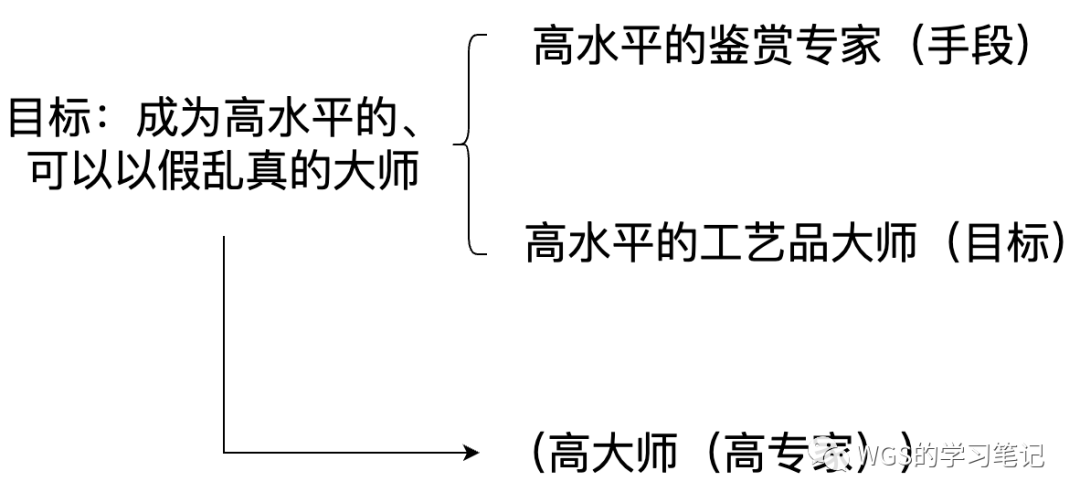 高水平的鉴赏专家（手段）
目标：成为高水平的、
可以以假乱真的大师
高水平的工艺品大师（目标）
（高大师（高专家））
WGS的学习笔记